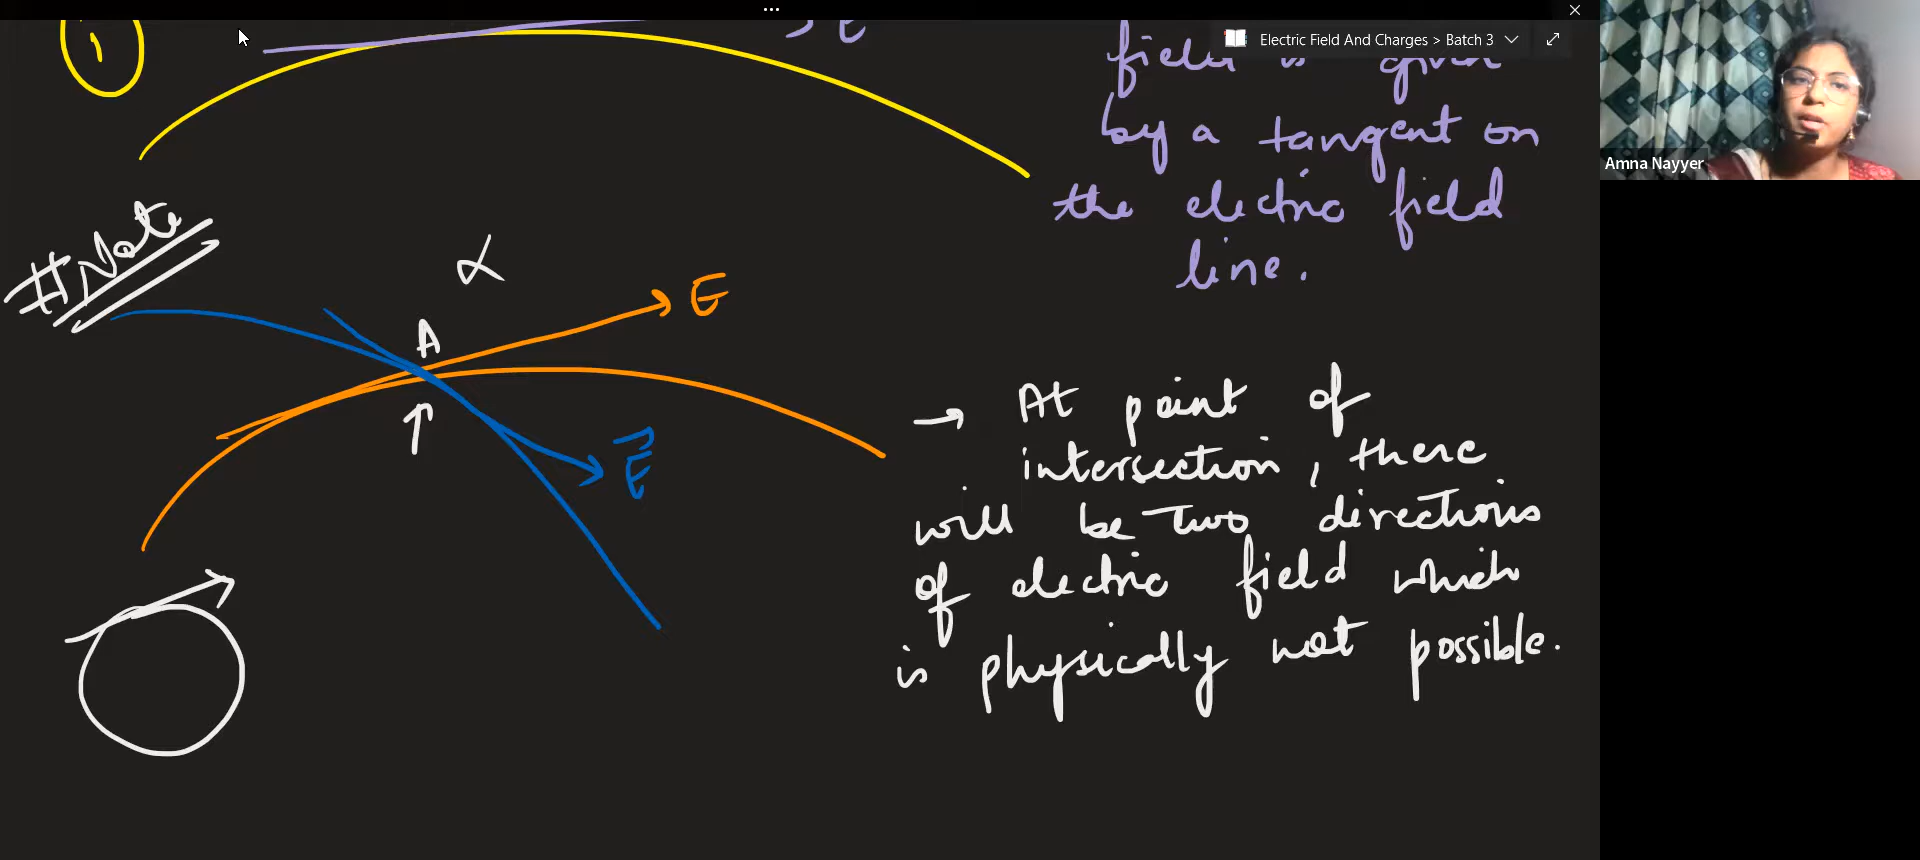 Electric Field And Charges > Batch 3
Amna Nayyer
1
E
field is given
by a tangent on
the electric field
line.
#Note
A
E
E
→ At point of
intersection, there
will be two directions
of electric field which
is physically not possible.